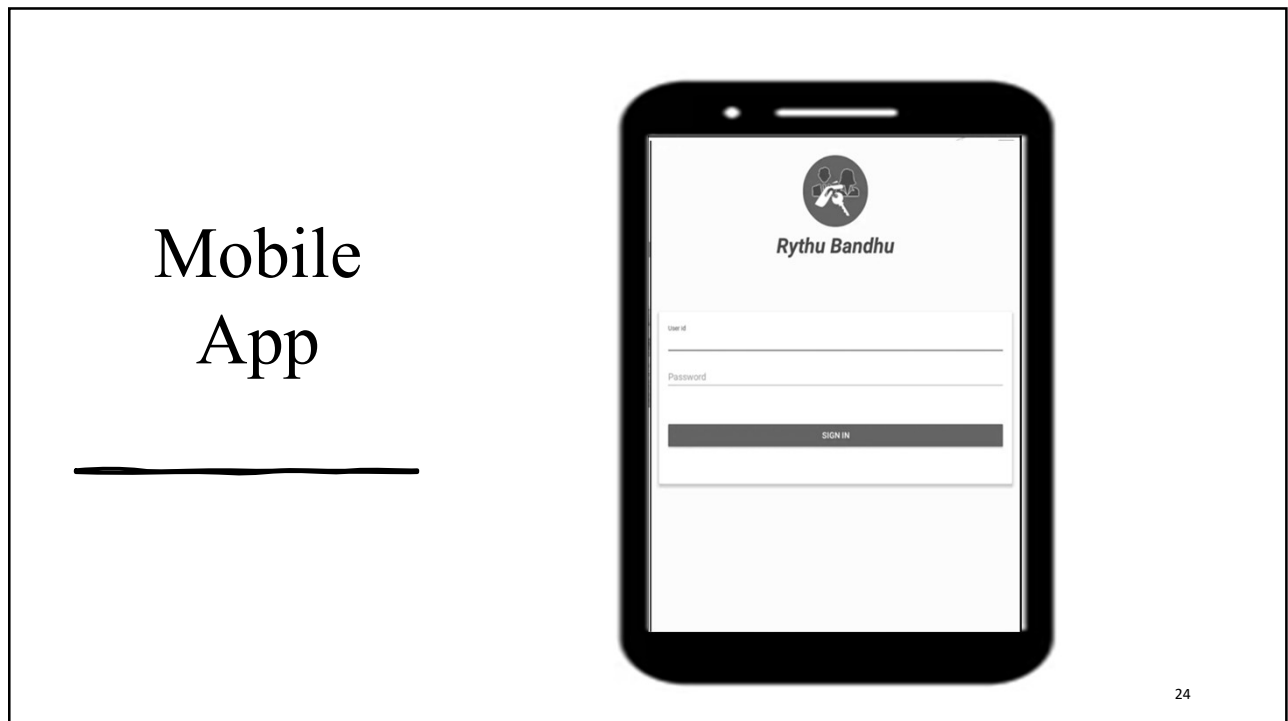 Mobile
App
Rythu Bandhu
User id
Password
SIGN IN
24